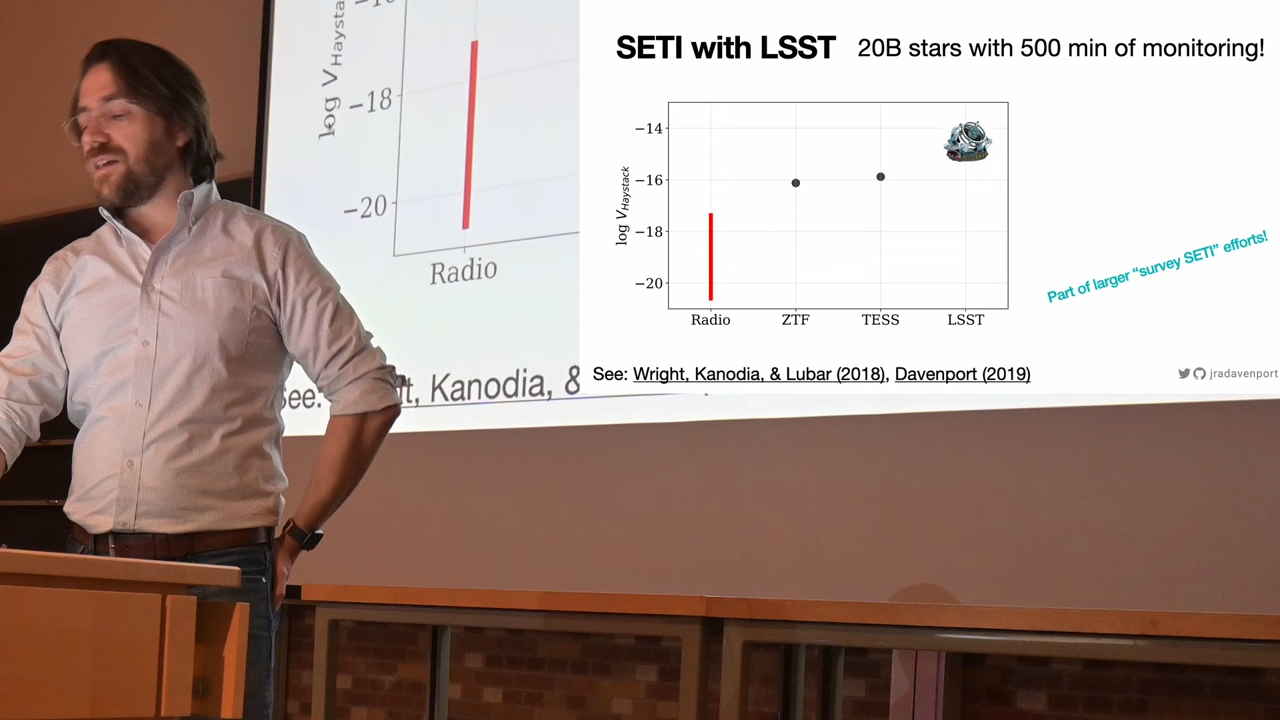 log V Haysta
−18
−20
Radio
See:
t, Kanodia, &
SETI with LSST 20B stars with 500 min of monitoring!
log V Haystack
−14
−16
−18
−20
Radio ZTF TESS LSST
Part of larger “survey SETI” efforts!
See: Wright, Kanodia, & Lubar (2018), Davenport (2019)
jradavenport